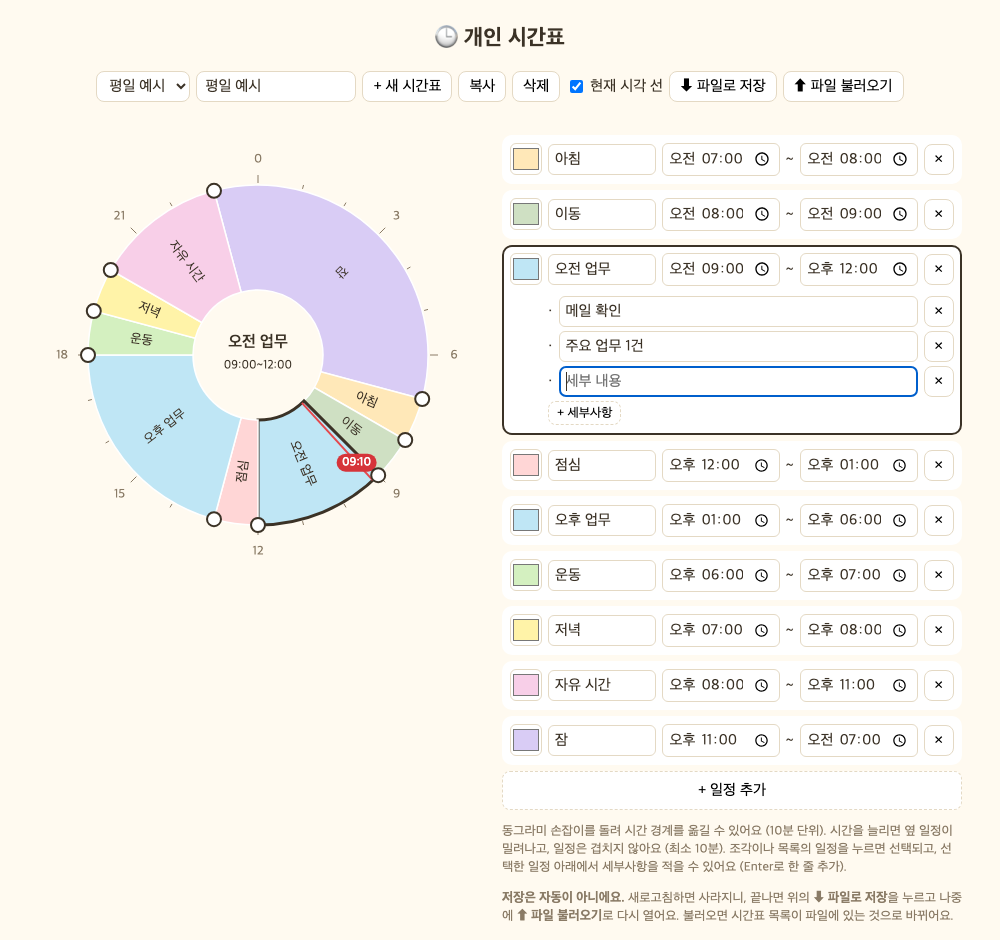 🕒 개인 시간표
평일 예시
평일 예시
+ 새 시간표
복사
삭제
현재 시각 선
⬇ 파일로 저장
⬆ 파일 불러오기
0
3
6
9
12
15
18
21
잠
아침
이동
오전 업무
점심
오후 업무
운동
저녁
자유 시간
오전 업무
09:00~12:00
09:10
아침 오전 07:00 ~ 오전 08:00 ×
이동 오전 08:00 ~ 오전 09:00 ×
오전 업무 오전 09:00 ~ 오후 12:00 ×
· 메일 확인 ×
· 주요 업무 1건 ×
· 세부 내용 ×
+ 세부사항
점심 오후 12:00 ~ 오후 01:00 ×
오후 업무 오후 01:00 ~ 오후 06:00 ×
운동 오후 06:00 ~ 오후 07:00 ×
저녁 오후 07:00 ~ 오후 08:00 ×
자유 시간 오후 08:00 ~ 오후 11:00 ×
잠 오후 11:00 ~ 오전 07:00 ×
+ 일정 추가
동그라미 손잡이를 돌려 시간 경계를 옮길 수 있어요 (10분 단위). 시간을 늘리면 옆 일정이
밀려나고, 일정은 겹치지 않아요 (최소 10분). 조각이나 목록의 일정을 누르면 선택되고, 선
택한 일정 아래에서 세부사항을 적을 수 있어요 (Enter로 한 줄 추가).
저장은 자동이 아니에요. 새로고침하면 사라지니, 끝나면 위의 ⬇ 파일로 저장을 누르고 나중
에 ⬆ 파일 불러오기로 다시 열어요. 불러오면 시간표 목록이 파일에 있는 것으로 바뀌어요.